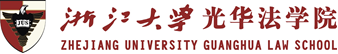 JUS
浙江大学光华法学院
ZHEJIANG UNIVERSITY GUANGHUA LAW SCHOOL